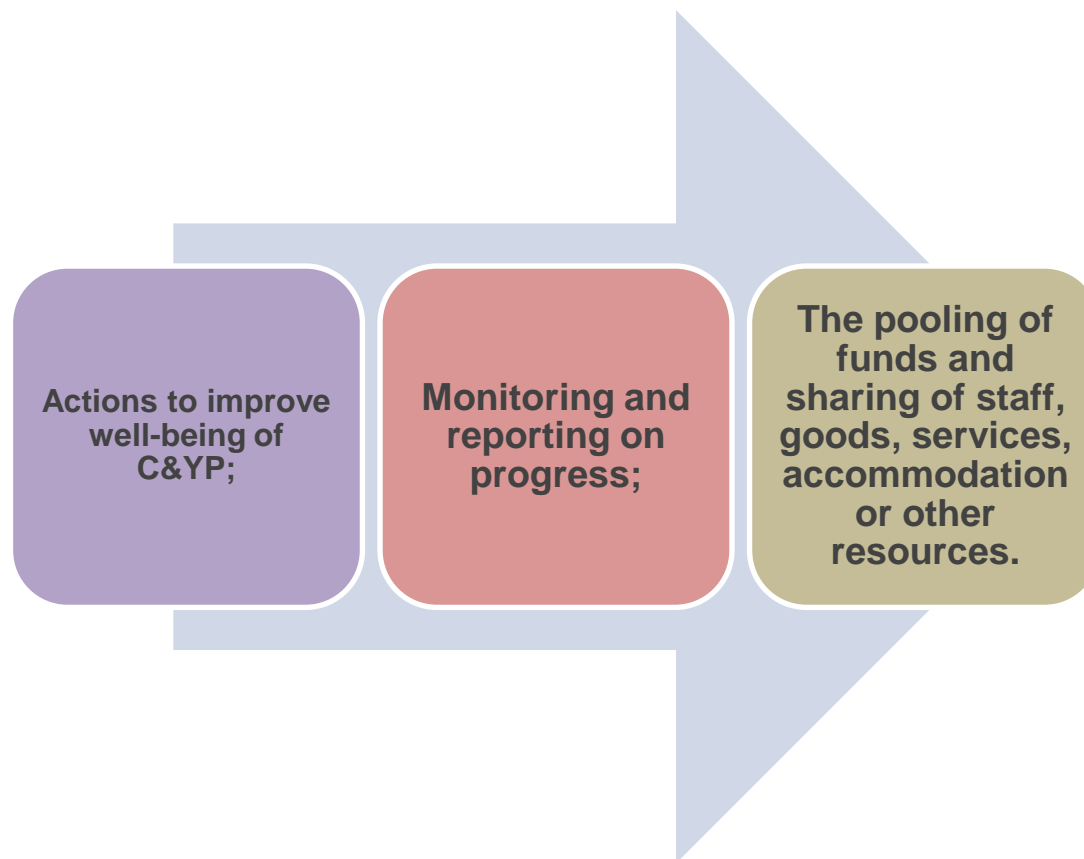 Actions to improve
well-being of
C&YP;
Monitoring and
reporting on
progress;
The pooling of
funds and
sharing of staff,
goods, services,
accommodation
or other
resources.